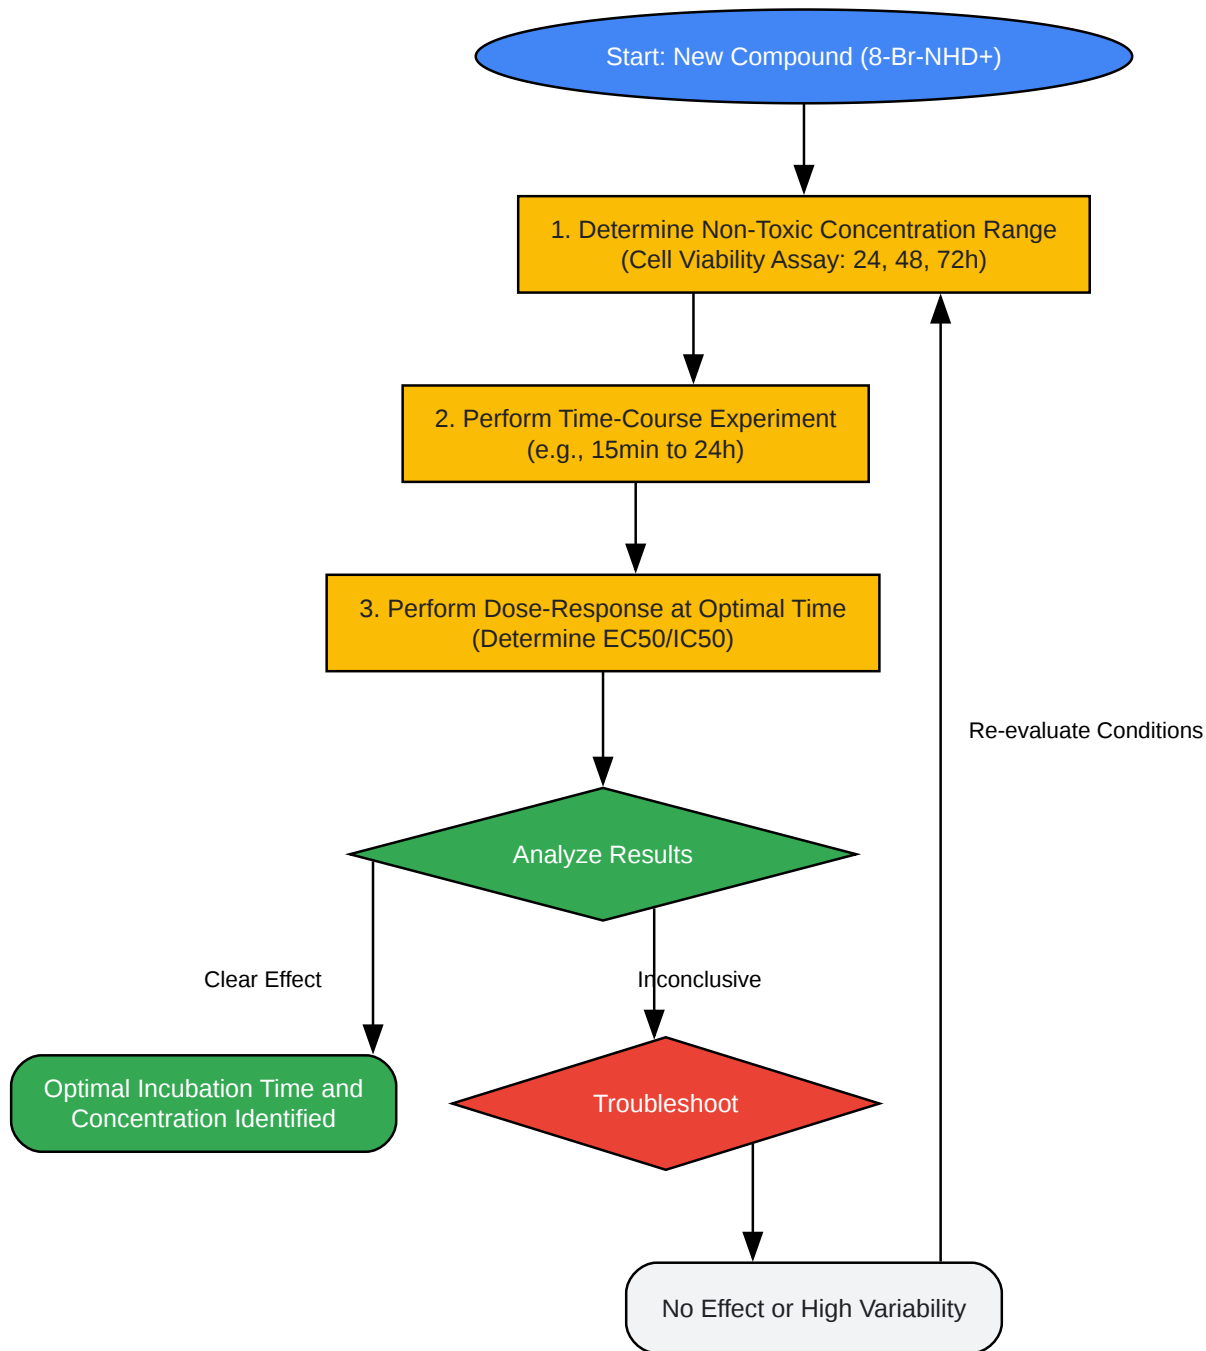 Start: New Compound (8-Br-NHD+)
1. Determine Non-Toxic Concentration Range
(Cell Viability Assay: 24, 48, 72h)
2. Perform Time-Course Experiment
(e.g., 15min to 24h)
3. Perform Dose-Response at Optimal Time
(Determine EC50/IC50)
Re-evaluate Conditions
Analyze Results
Clear Effect
Inconclusive
Optimal Incubation Time and
Concentration Identified
Troubleshoot
No Effect or High Variability